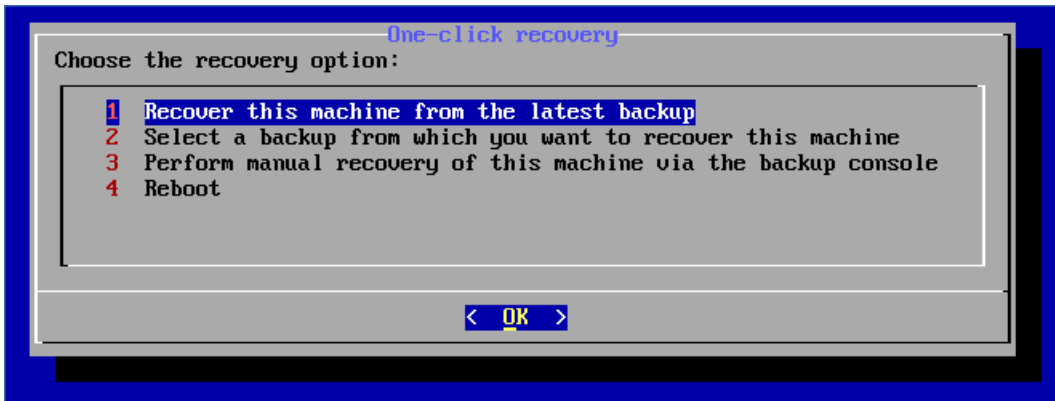 One-click recovery
Choose the recovery option:
1 Recover this machine from the latest backup
2 Select a backup from which you want to recover this machine
3 Perform manual recovery of this machine via the backup console
4 Reboot
< OK >